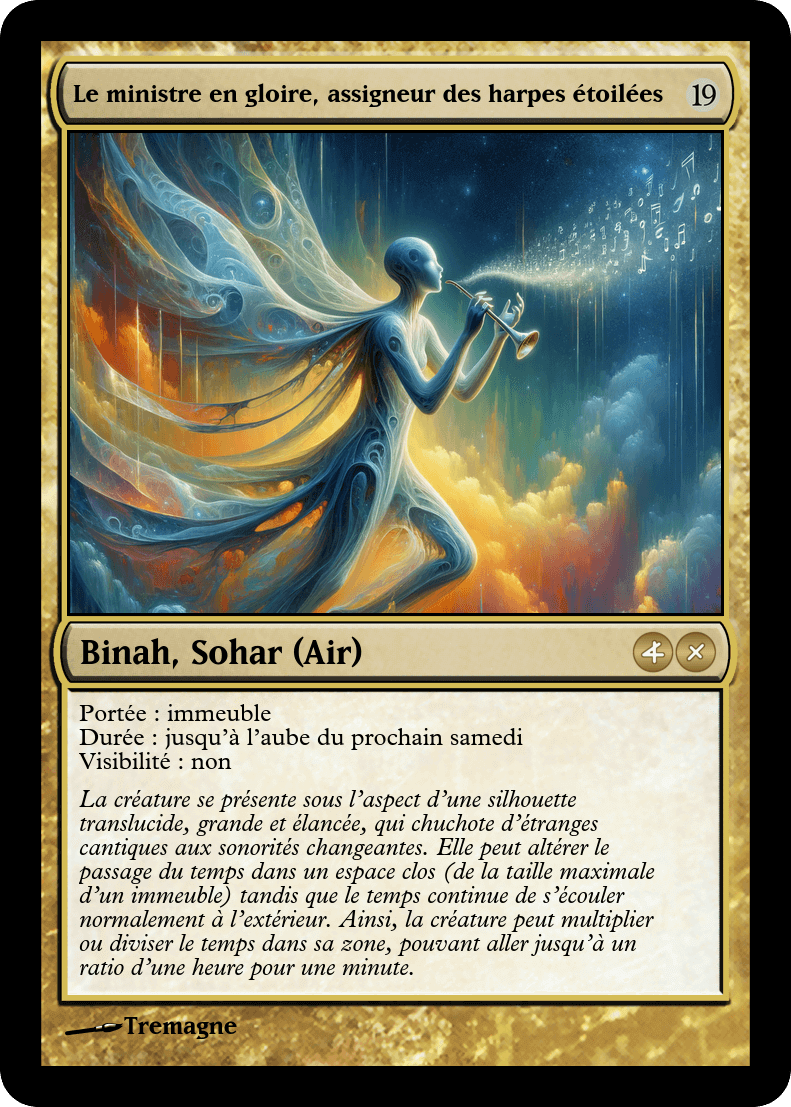 Le ministre en gloire, assigneur des harpes étoilées 19
Binah, Sohar (Air)
Portée : immeuble
Durée : jusqu’à l’aube du prochain samedi
Visibilité : non
La créature se présente sous l’aspect d’une silhouette
translucide, grande et élancée, qui chuchote d’étranges
cantiques aux sonorités changeantes. Elle peut altérer le
passage du temps dans un espace clos (de la taille maximale
d’un immeuble) tandis que le temps continue de s’écouler
normalement à l’extérieur. Ainsi, la créature peut multiplier
ou diviser le temps dans sa zone, pouvant aller jusqu’à un
ratio d’une heure pour une minute.
Tremagne